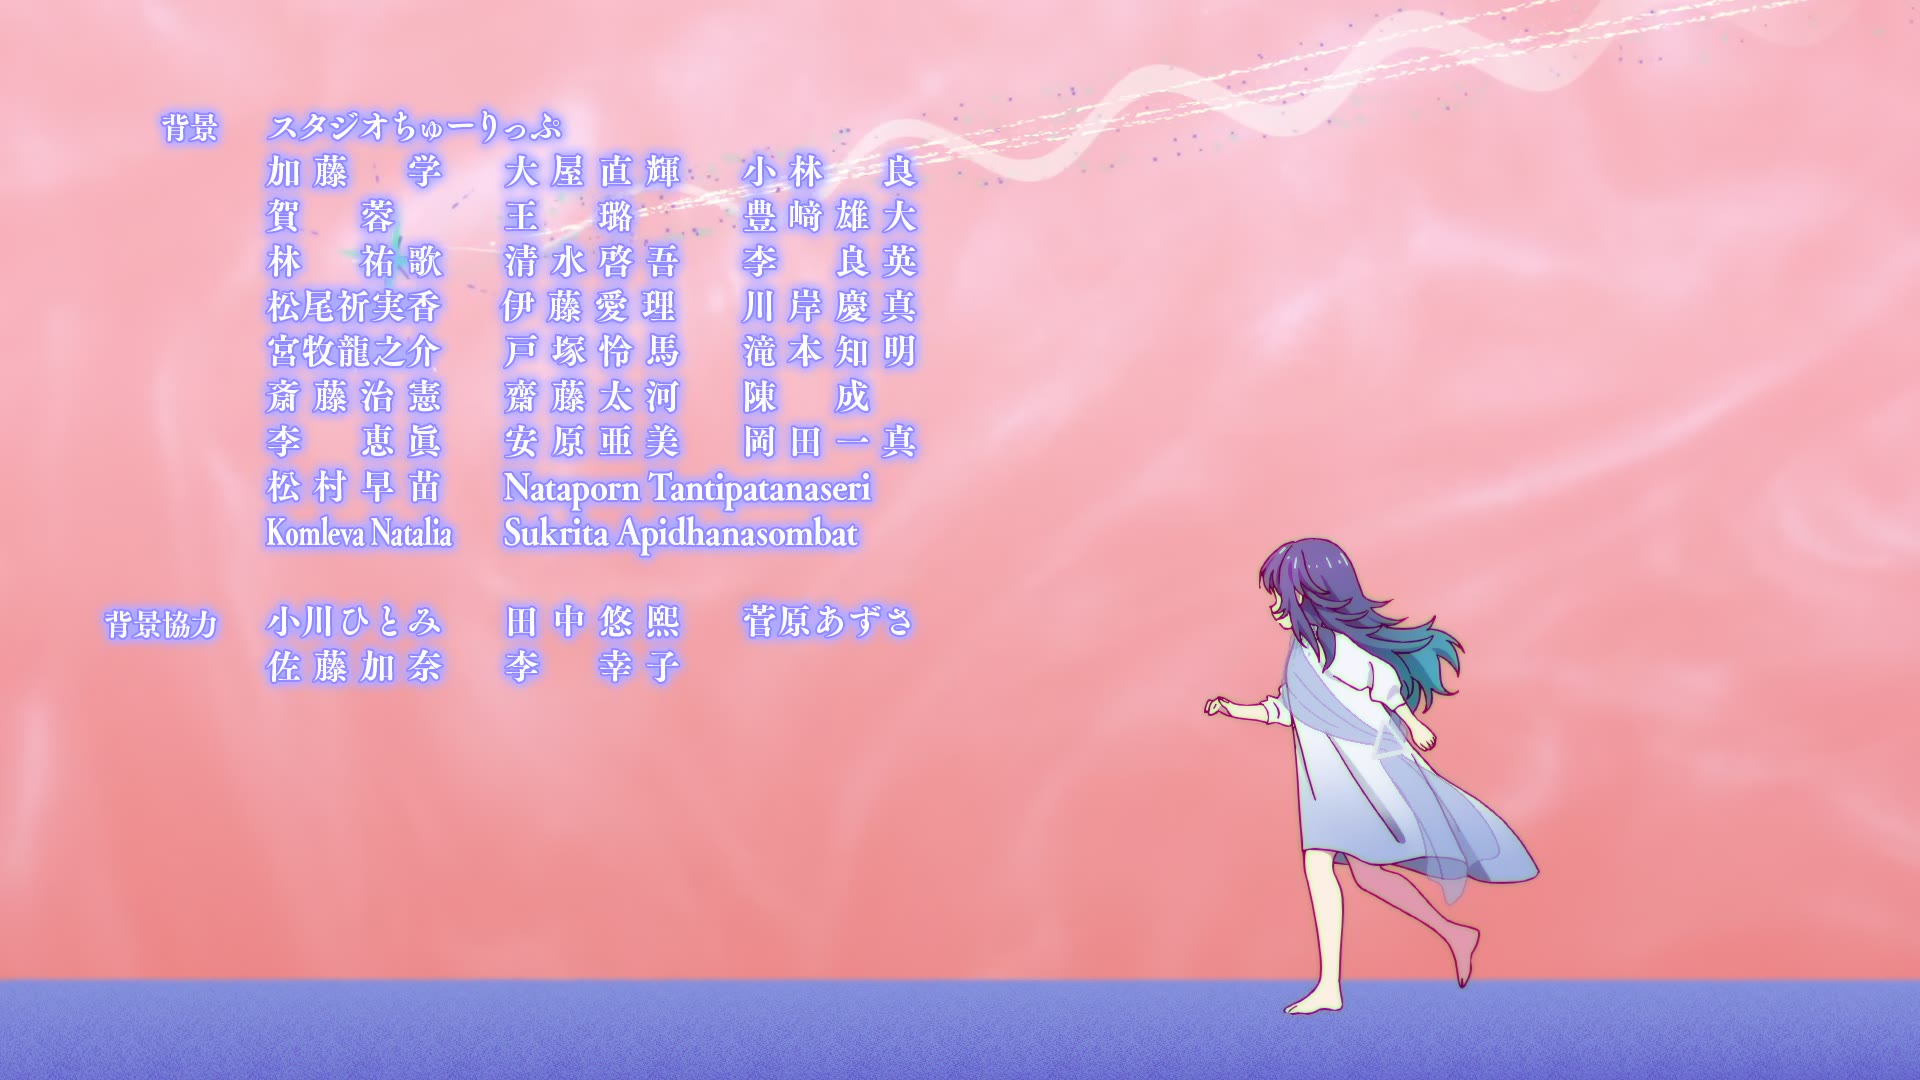 背景 スタジオちゅーりっぷ
加藤 学 大屋直輝 小林 良
賀 蓉 王 璐 豊﨑雄大
林 祐歌 清水啓吾 李 良英
松尾祈実香 伊藤愛理 川岸慶真
宮牧龍之介 戸塚怜馬 滝本知明
斎藤治憲 齋藤太河 陳 成
李 恵眞 安原亜美 岡田一真
松村早苗 Nataporn Tantipatanaseri
Komleva Natalia Sukrita Apidhanasombat
背景協力 小川ひとみ 田中悠熙 菅原あずさ
佐藤加奈 李 幸子